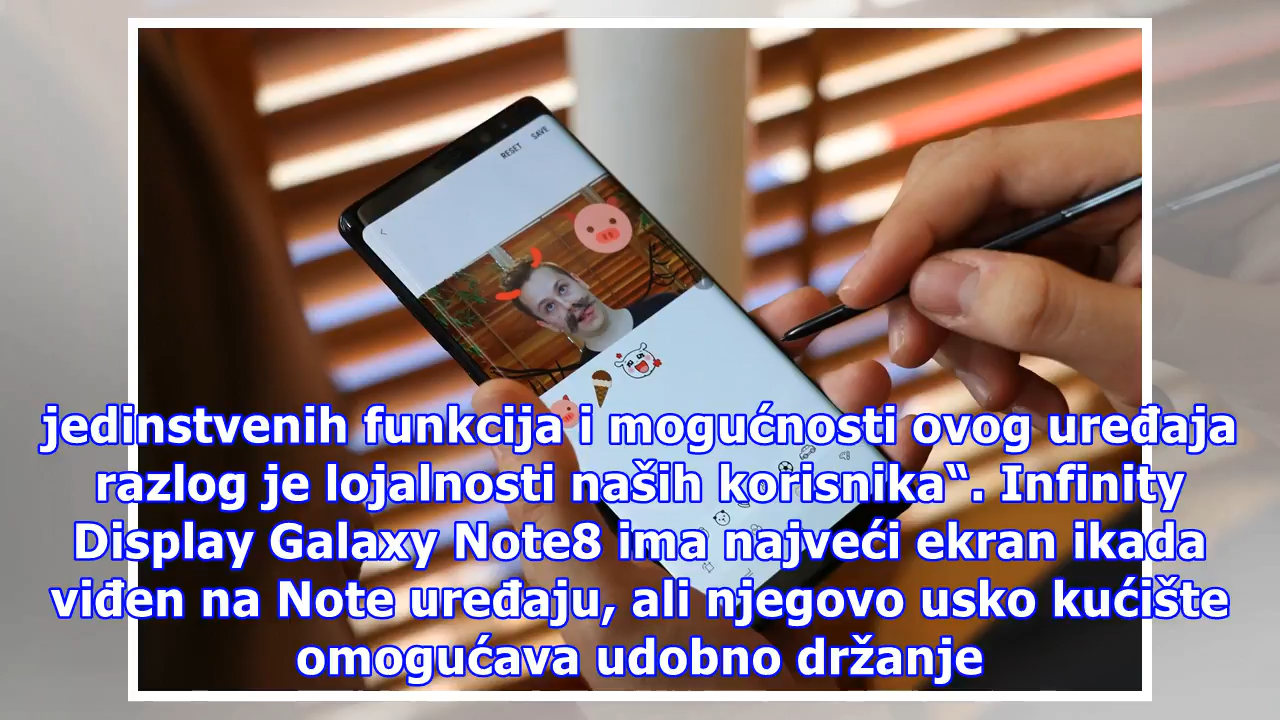 RESET SAVE
jedinstvenih funkcija i mogućnosti ovog uređaja
razlog je lojalnosti naših korisnika“. Infinity
Display Galaxy Note8 ima najveći ekran ikada
viđen na Note uređaju, ali njegovo usko kućište
omogućava udobno držanje